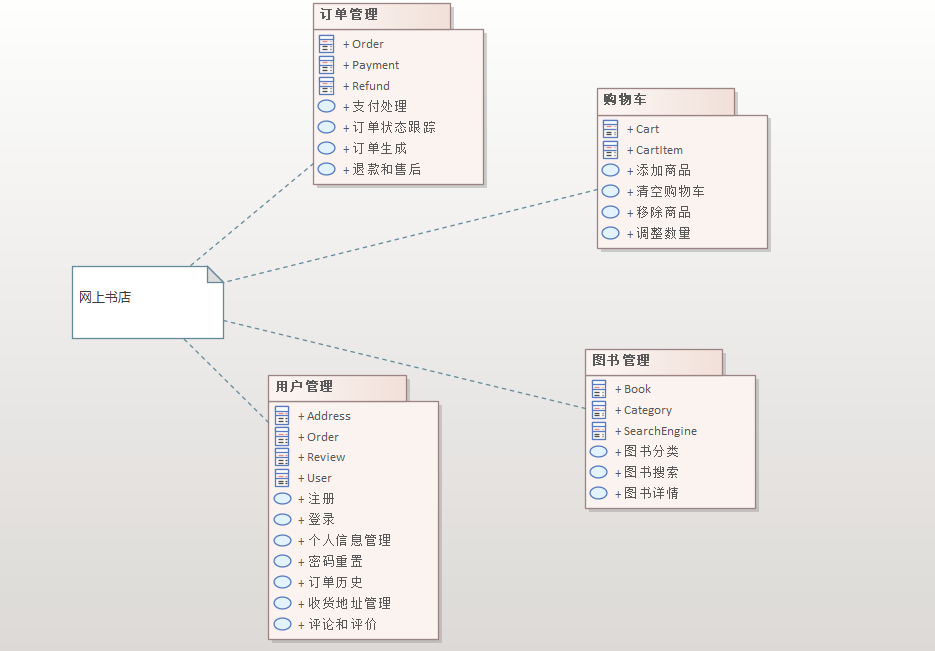 订单管理
+ Order
+ Payment
+ Refund
+ 支付处理
+ 订单状态跟踪
+ 订单生成
+ 退款和售后
购物车
+ Cart
+ CartItem
+ 添加商品
+ 清空购物车
+ 移除商品
+ 调整数量
网上书店
用户管理
+ Address
+ Order
+ Review
+ User
+ 注册
+ 登录
+ 个人信息管理
+ 密码重置
+ 订单历史
+ 收货地址管理
+ 评论和评价
图书管理
+ Book
+ Category
+ SearchEngine
+ 图书分类
+ 图书搜索
+ 图书详情